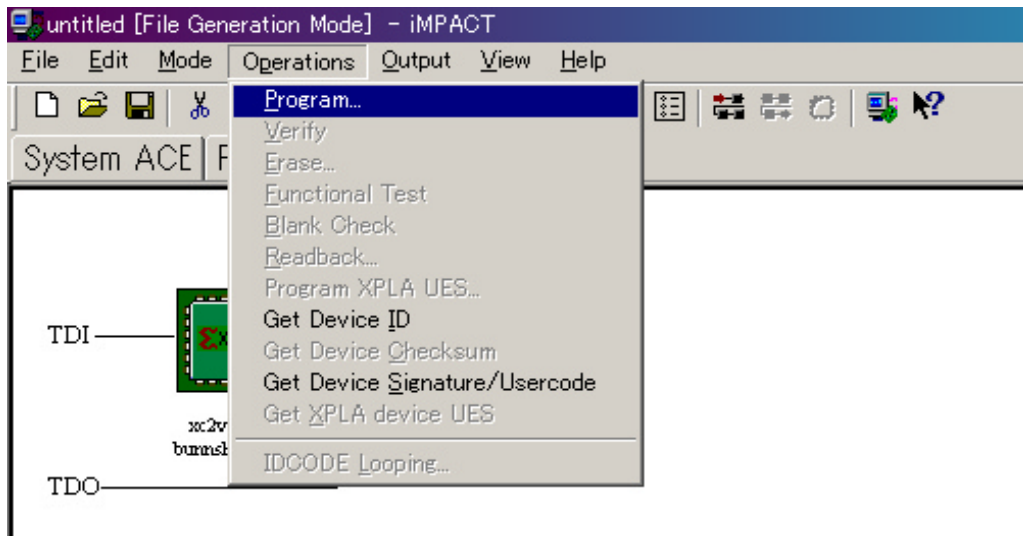 untitled [File Generation Mode] - iMPACT
File Edit Mode Operations Output View Help
System ACE
Program...
Verify
Erase...
Functional Test
Blank Check
Readback...
Program XPLA UES...
Get Device ID
Get Device Checksum
Get Device Signature/Usercode
Get XPLA device UES
IDCODE Looping...
TDI
xc2v
TDO